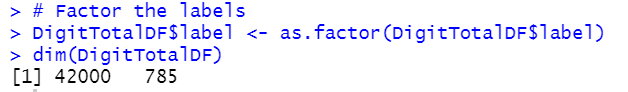 > # Factor the labels
> DigitTotalDF$label <- as.factor(DigitTotalDF$label)
> dim(DigitTotalDF)
[1] 42000   785